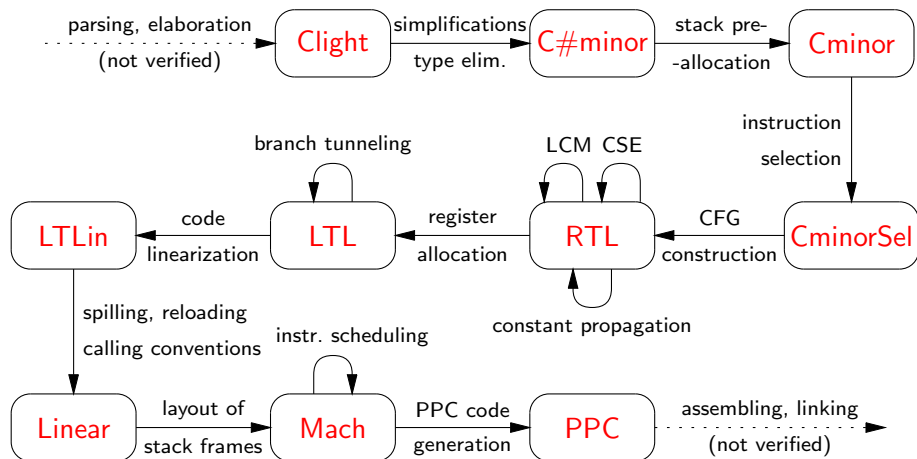 parsing, elaboration
(not verified)
Clight
simplifications
type elim.
C#minor
stack pre-
-allocation
Cminor
instruction
selection
branch tunneling
LCM CSE
LTLin
code
linearization
LTL
register
allocation
RTL
CFG
construction
CminorSel
constant propagation
spilling, reloading
calling conventions
instr. scheduling
Linear
layout of
stack frames
Mach
PPC code
generation
PPC
assembling, linking
(not verified)